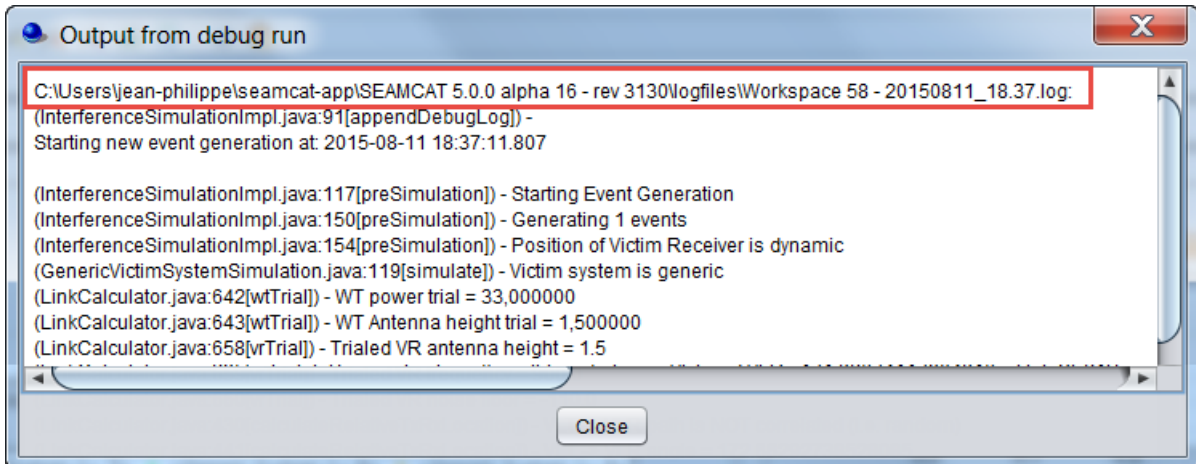 Output from debug run
C:\Users\jean-philippe\seamcat-app\SEAMCAT 5.0.0 alpha 16 - rev 3130\logfiles\Workspace 58 - 20150811_18.37.log:
(InterferenceSimulationImpl.java:91[appendDebugLog]) -
Starting new event generation at: 2015-08-11 18:37:11.807
(InterferenceSimulationImpl.java:117[preSimulation]) - Starting Event Generation
(InterferenceSimulationImpl.java:150[preSimulation]) - Generating 1 events
(InterferenceSimulationImpl.java:154[preSimulation]) - Position of Victim Receiver is dynamic
(GenericVictimSystemSimulation.java:119[simulate]) - Victim system is generic
(LinkCalculator.java:642[wtTrial]) - WT power trial = 33,000000
(LinkCalculator.java:643[wtTrial]) - WT Antenna height trial = 1,500000
(LinkCalculator.java:658[vrTrial]) - Trialed VR antenna height = 1.5
Close